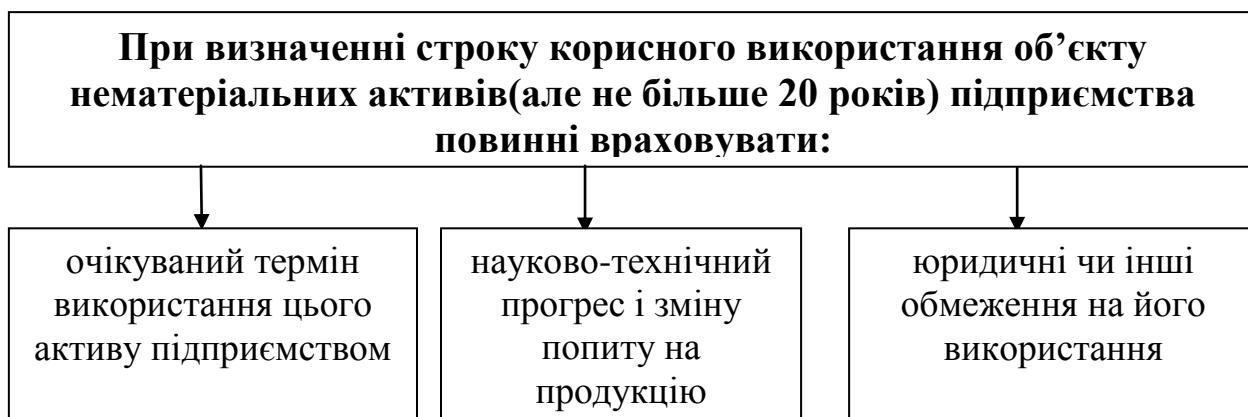 При визначенні строку корисного використання об’єкту
нематеріальних активів(але не більше 20 років) підприємства
повинні враховувати:
очікуваний термін
використання цього
активу підприємством
науково-технічний
прогрес і зміну
попиту на
продукцію
юридичні чи інші
обмеження на його
використання